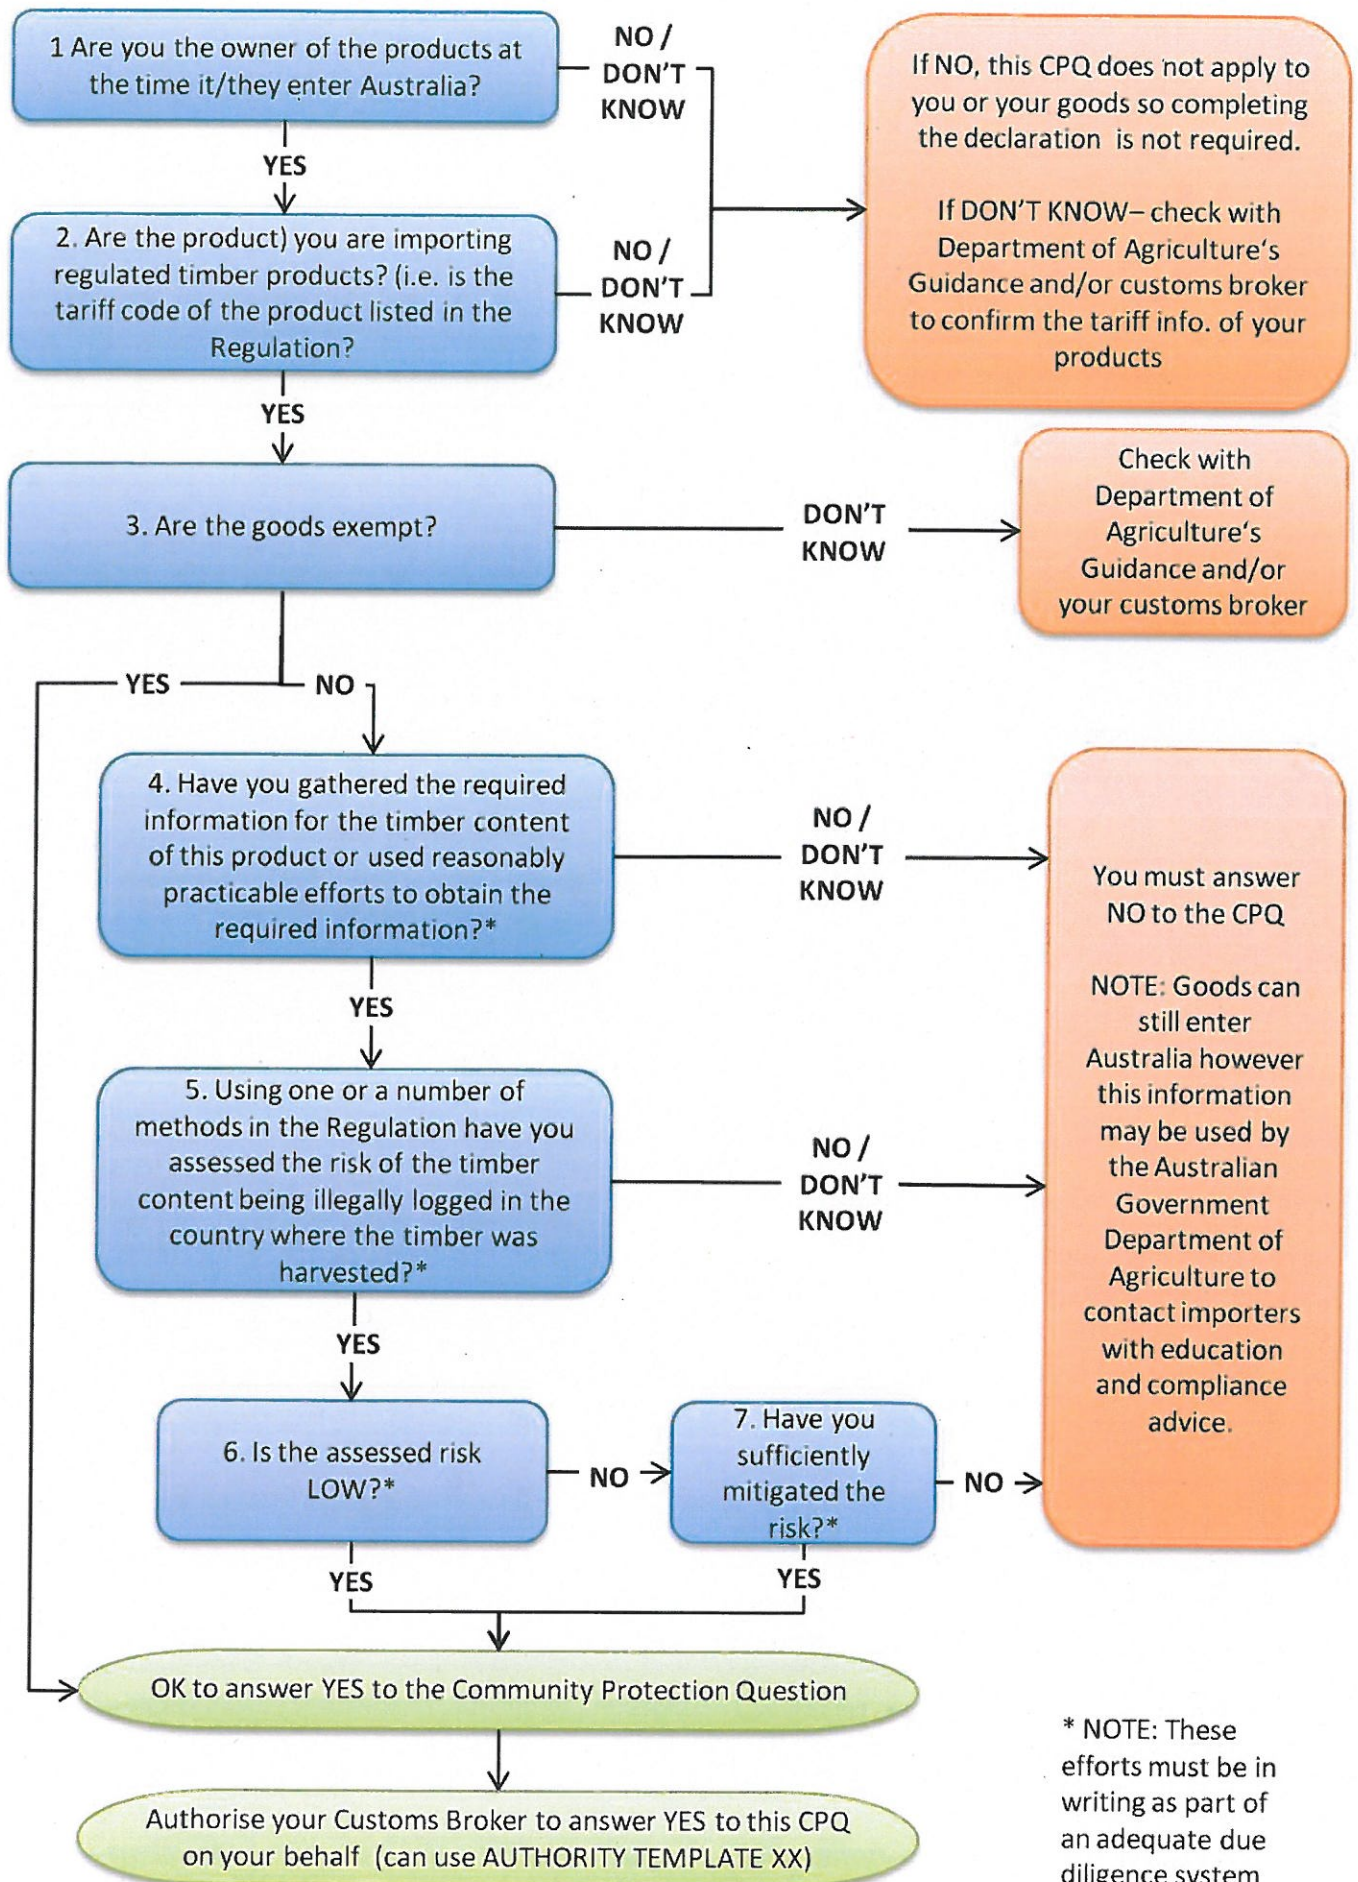 1 Are you the owner of the products at
the time it/they enter Australia?
NO /
DON'T
KNOW
If NO, this CPQ does not apply to
you or your goods so completing
the declaration is not required.
If DON'T KNOW– check with
Department of Agriculture‘s
Guidance and/or customs broker
to confirm the tariff info. of your
products
YES
2. Are the product) you are importing
regulated timber products? (i.e. is the
tariff code of the product listed in the
Regulation?
NO /
DON'T
KNOW
YES
3. Are the goods exempt?
DON'T
KNOW
Check with
Department of
Agriculture‘s
Guidance and/or
your customs broker
YES
NO
4. Have you gathered the required
information for the timber content
of this product or used reasonably
practicable efforts to obtain the
required information?*
NO /
DON'T
KNOW
You must answer
NO to the CPQ
NOTE: Goods can
still enter
Australia however
this information
may be used by
the Australian
Government
Department of
Agriculture to
contact importers
with education
and compliance
advice.
YES
5. Using one or a number of
methods in the Regulation have you
assessed the risk of the timber
content being illegally logged in the
country where the timber was
harvested?*
NO /
DON'T
KNOW
YES
6. Is the assessed risk
LOW?*
NO
7. Have you
sufficiently
mitigated the
risk?*
NO
YES
YES
OK to answer YES to the Community Protection Question
Authorise your Customs Broker to answer YES to this CPQ
on your behalf (can use AUTHORITY TEMPLATE XX)
* NOTE: These
efforts must be in
writing as part of
an adequate due
diligence system